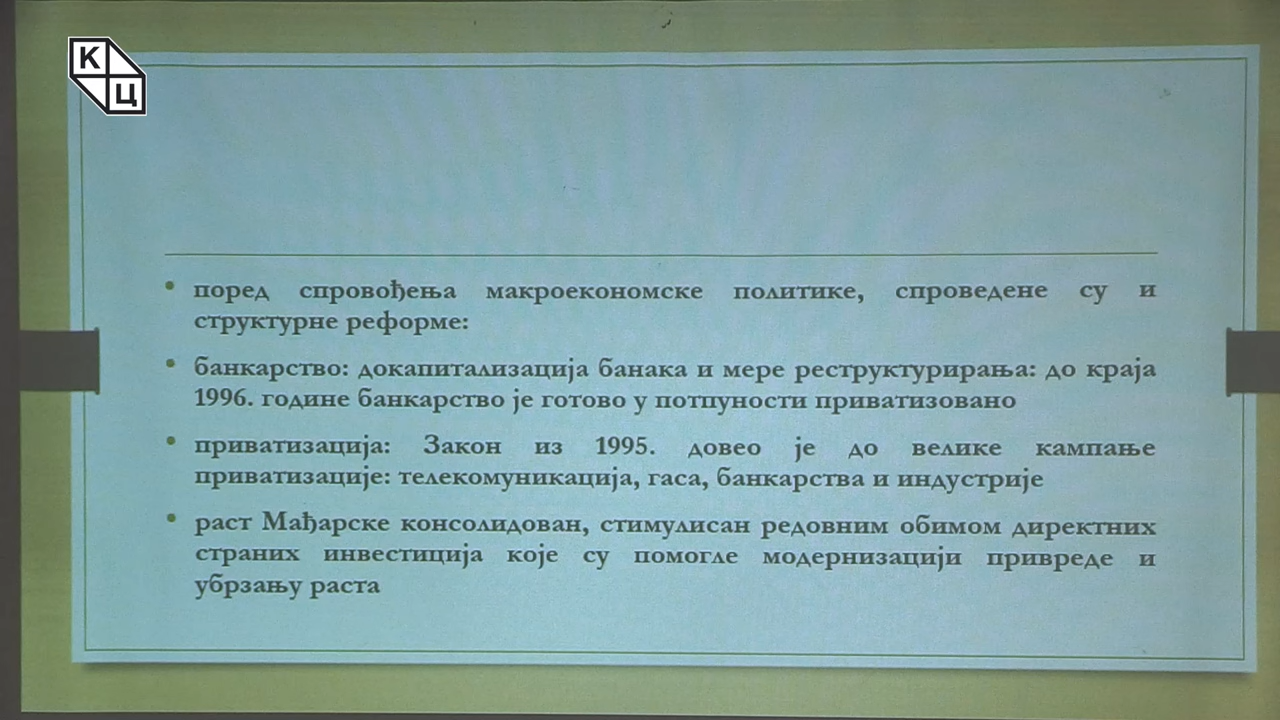 К
Ц
поред спровођења макроекономске политике, спроведене су и
структурне реформе:
банкарство: докапитализација банака и мере реструктурирања: до краја
1996. године банкарство је готово у потпуности приватизовано
приватизација: Закон из 1995. довео је до велике кампање
приватизације: телекомуникација, гаса, банкарства и индустрије
раст Мађарске консолидован, стимулисан редовним обимом директних
страних инвестиција које су помогле модернизацији привреде и
убрзању раста